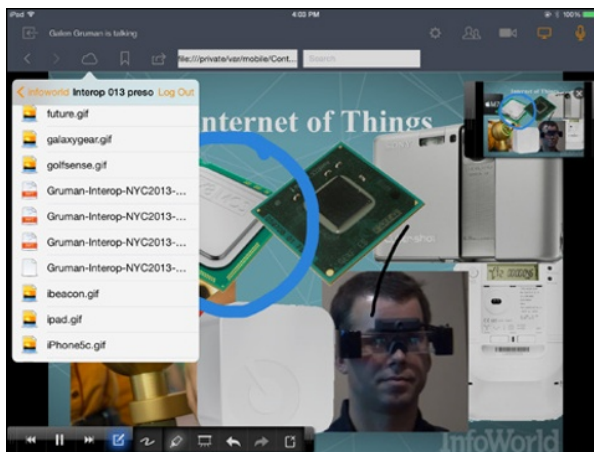 iPad
4:03 PM
100%
Galen Gruman is talking
file:///private/var/mobile/Cont...
Search
Infoworld
Interop 013 preso
Log Out
future.gif
galaxygear.gif
golfsense.gif
Gruman-Interop-NYC2013-...
Gruman-Interop-NYC2013-...
Gruman-Interop-NYC2013-...
Gruman-Interop-NYC2013-...
ibeacon.gif
ipad.gif
iPhone5c.gif
nternet of Things
InfoWorld